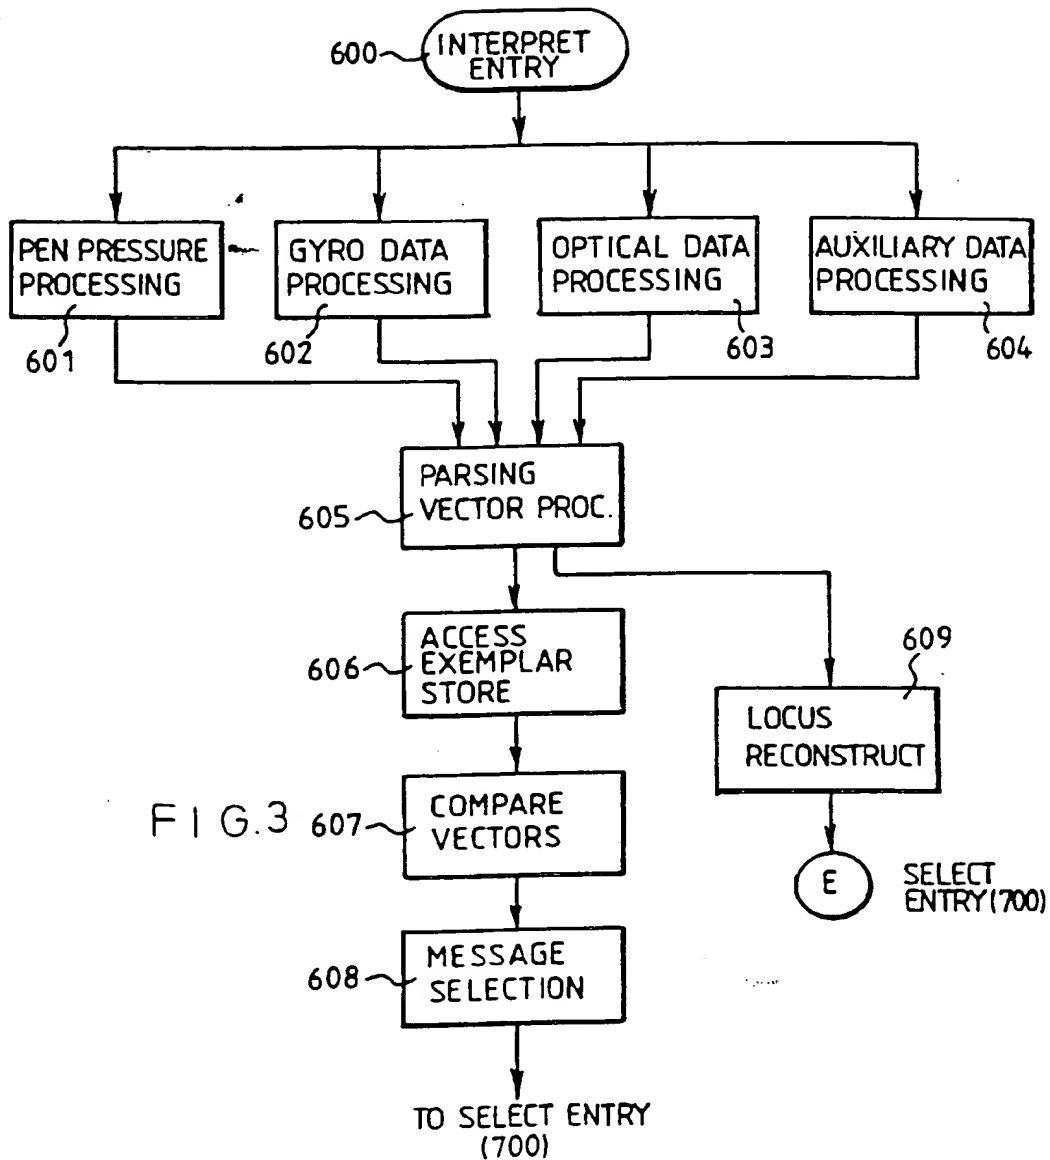 600
INTERPRET
ENTRY
PEN PRESSURE
PROCESSING
601
GYRO DATA
PROCESSING
602
OPTICAL DATA
PROCESSING
603
AUXILIARY DATA
PROCESSING
604
PARSING
VECTOR PROC.
605
ACCESS
EXEMPLAR
STORE
606
609
LOCUS
RECONSTRUCT
FIG.3
607
COMPARE
VECTORS
E
SELECT
ENTRY(700)
608
MESSAGE
SELECTION
TO SELECT ENTRY
(700)